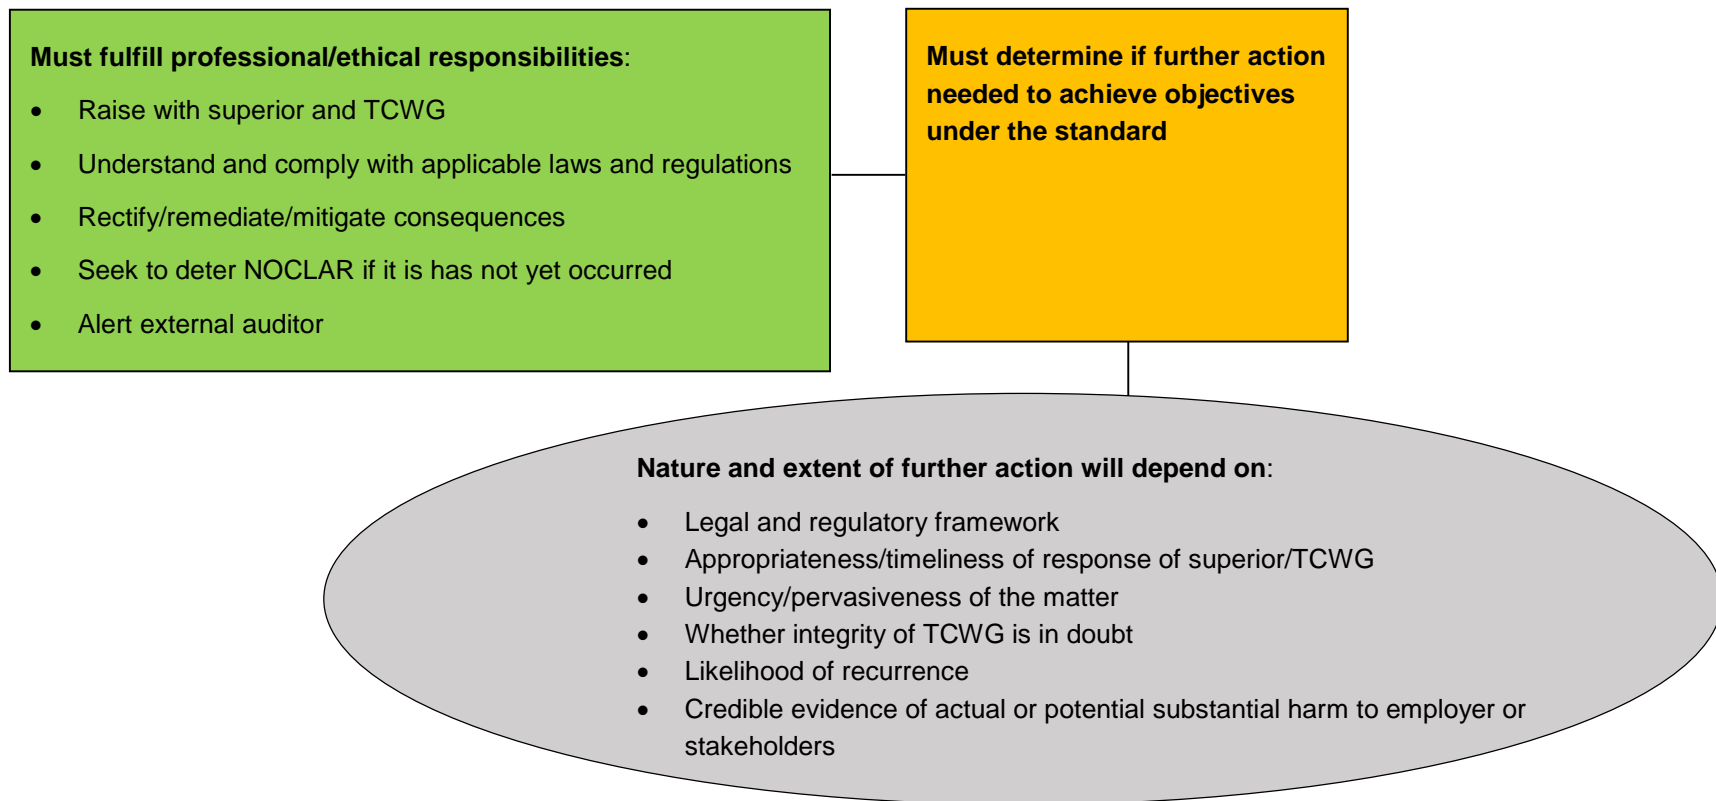 Must fulfill professional/ethical responsibilities:
• Raise with superior and TCWG
• Understand and comply with applicable laws and regulations
• Rectify/remediate/mitigate consequences
• Seek to deter NOCLAR if it is has not yet occurred
• Alert external auditor
Must determine if further action
needed to achieve objectives
under the standard
Nature and extent of further action will depend on:
• Legal and regulatory framework
• Appropriateness/timeliness of response of superior/TCWG
• Urgency/pervasiveness of the matter
• Whether integrity of TCWG is in doubt
• Likelihood of recurrence
• Credible evidence of actual or potential substantial harm to employer or
stakeholders